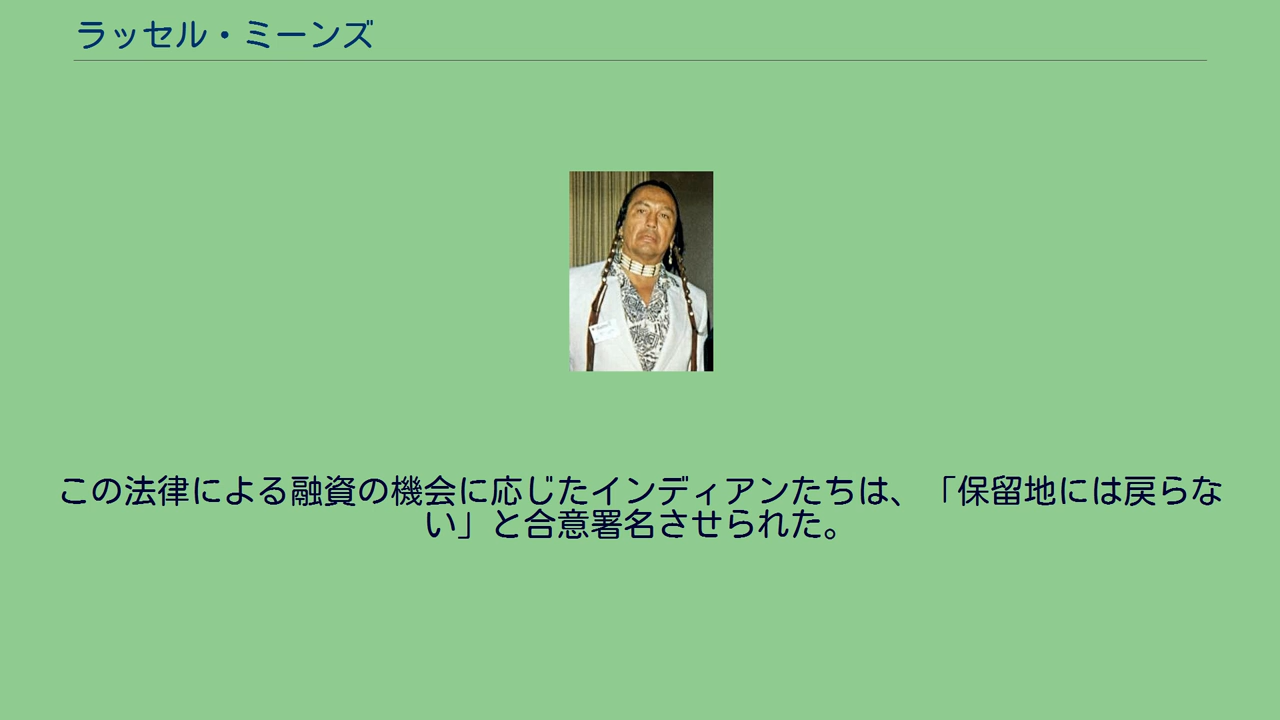 ラッセル・ミーンズ
この法律による融資の機会に応じたインディアンたちは、「保留地には戻らな
い」と合意署名させられた。